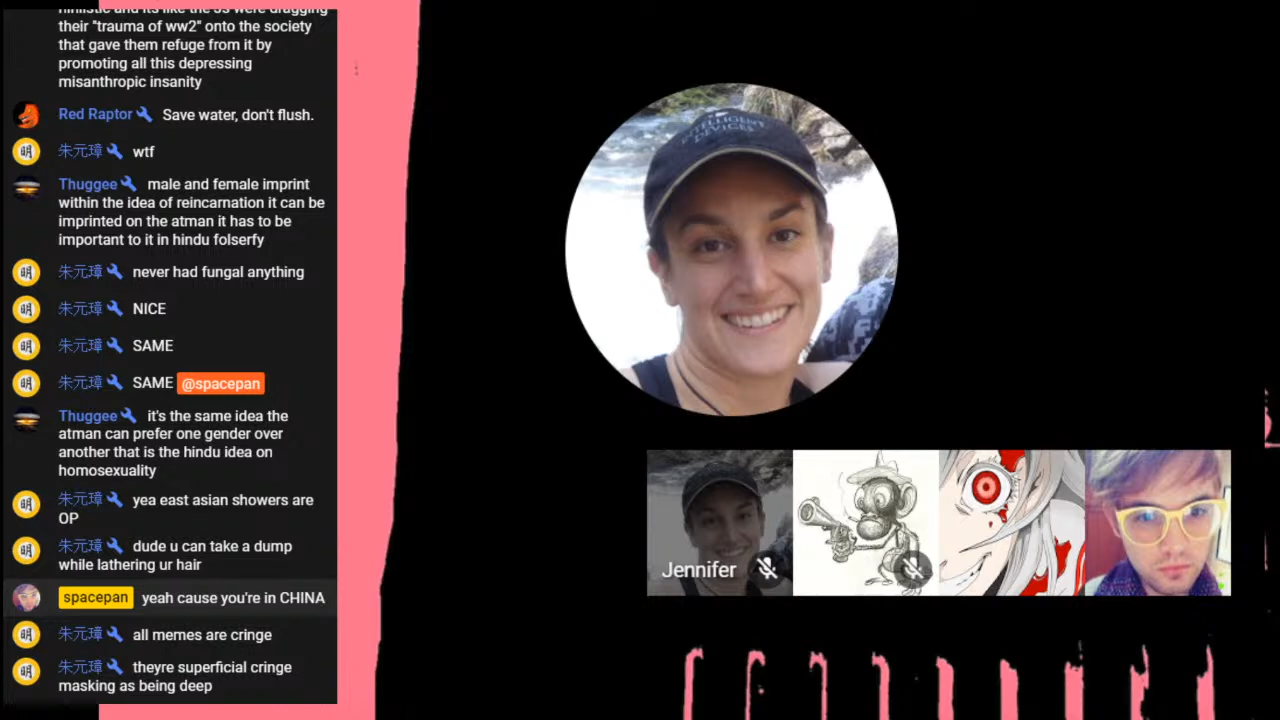 nihilistic and its like the Js were dragging
their "trauma of ww2" onto the society
that gave them refuge from it by
promoting all this depressing
misanthropic insanity
Red Raptor Save water, don't flush.
朱元璋 wtf
Thuggee male and female imprint
within the idea of reincarnation it can be
imprinted on the atman it has to be
important to it in hindu folserfy
朱元璋 never had fungal anything
朱元璋 NICE
朱元璋 SAME
朱元璋 SAME @spacepan
Thuggee it's the same idea the
atman can prefer one gender over
another that is the hindu idea on
homosexuality
朱元璋 yea east asian showers are
OP
朱元璋 dude u can take a dump
while lathering ur hair
spacepan yeah cause you're in CHINA
朱元璋 all memes are cringe
朱元璋 theyre superficial cringe
masking as being deep
INTELLIGENT
DEVICES
Jennifer